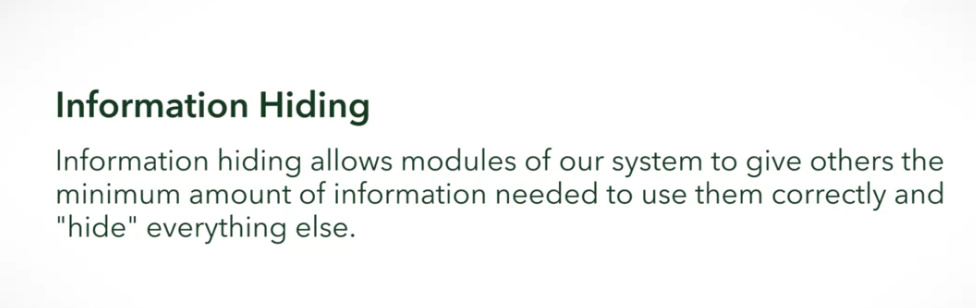 Information Hiding
Information hiding allows modules of our system to give others the
minimum amount of information needed to use them correctly and
"hide" everything else.